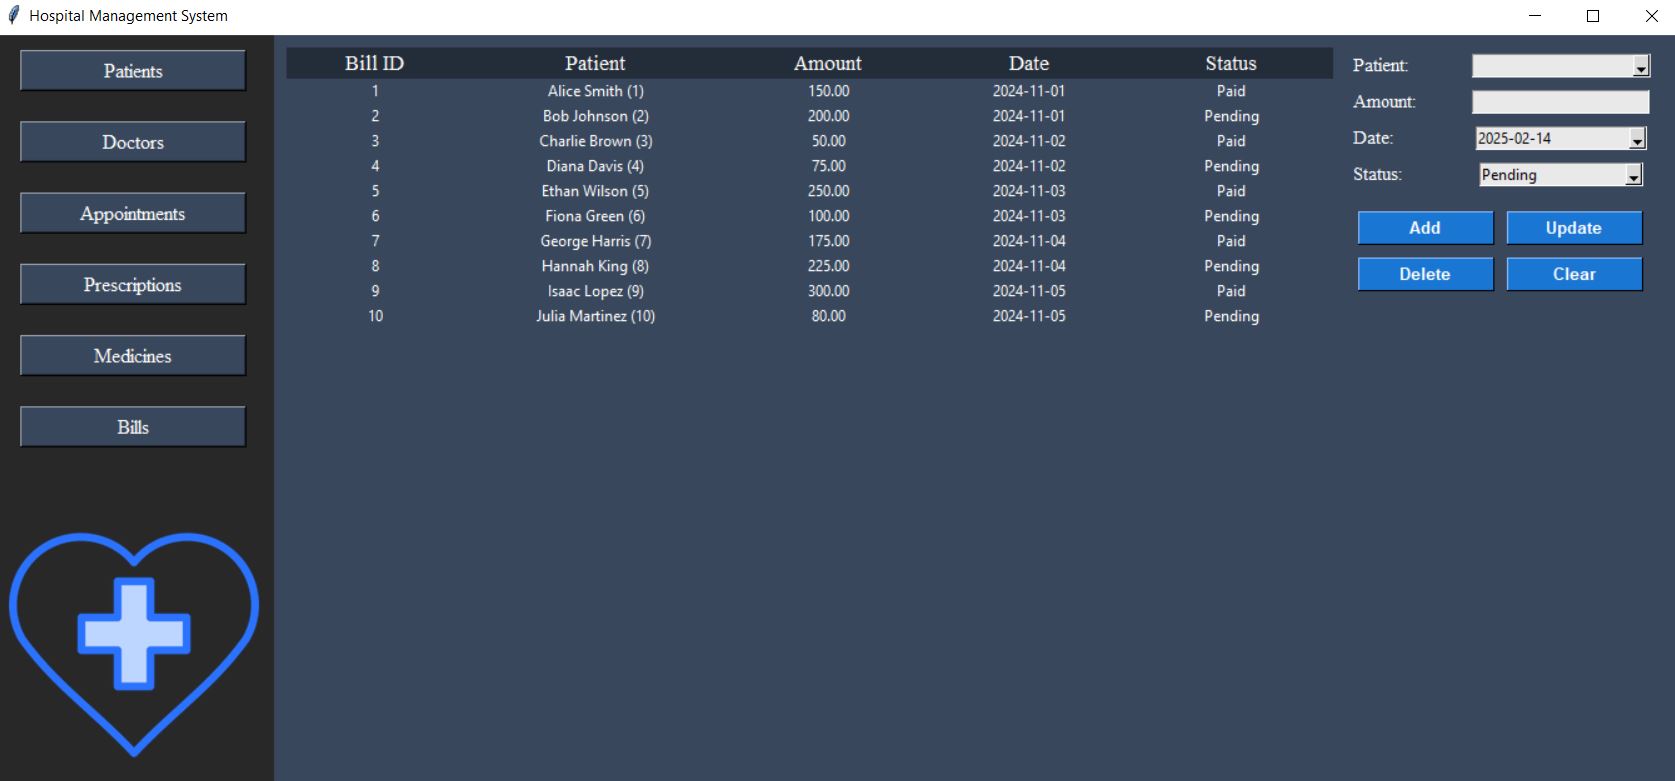 Hospital Management System
Patients
Doctors
Appointments
Prescriptions
Medicines
Bills
Bill ID Patient Amount Date Status
1 Alice Smith (1) 150.00 2024-11-01 Paid
2 Bob Johnson (2) 200.00 2024-11-01 Pending
3 Charlie Brown (3) 50.00 2024-11-02 Paid
4 Diana Davis (4) 75.00 2024-11-02 Pending
5 Ethan Wilson (5) 250.00 2024-11-03 Paid
6 Fiona Green (6) 100.00 2024-11-03 Pending
7 George Harris (7) 175.00 2024-11-04 Paid
8 Hannah King (8) 225.00 2024-11-04 Pending
9 Isaac Lopez (9) 300.00 2024-11-05 Paid
10 Julia Martinez (10) 80.00 2024-11-05 Pending
Patient:
Amount:
Date: 2025-02-14
Status: Pending
Add Update
Delete Clear